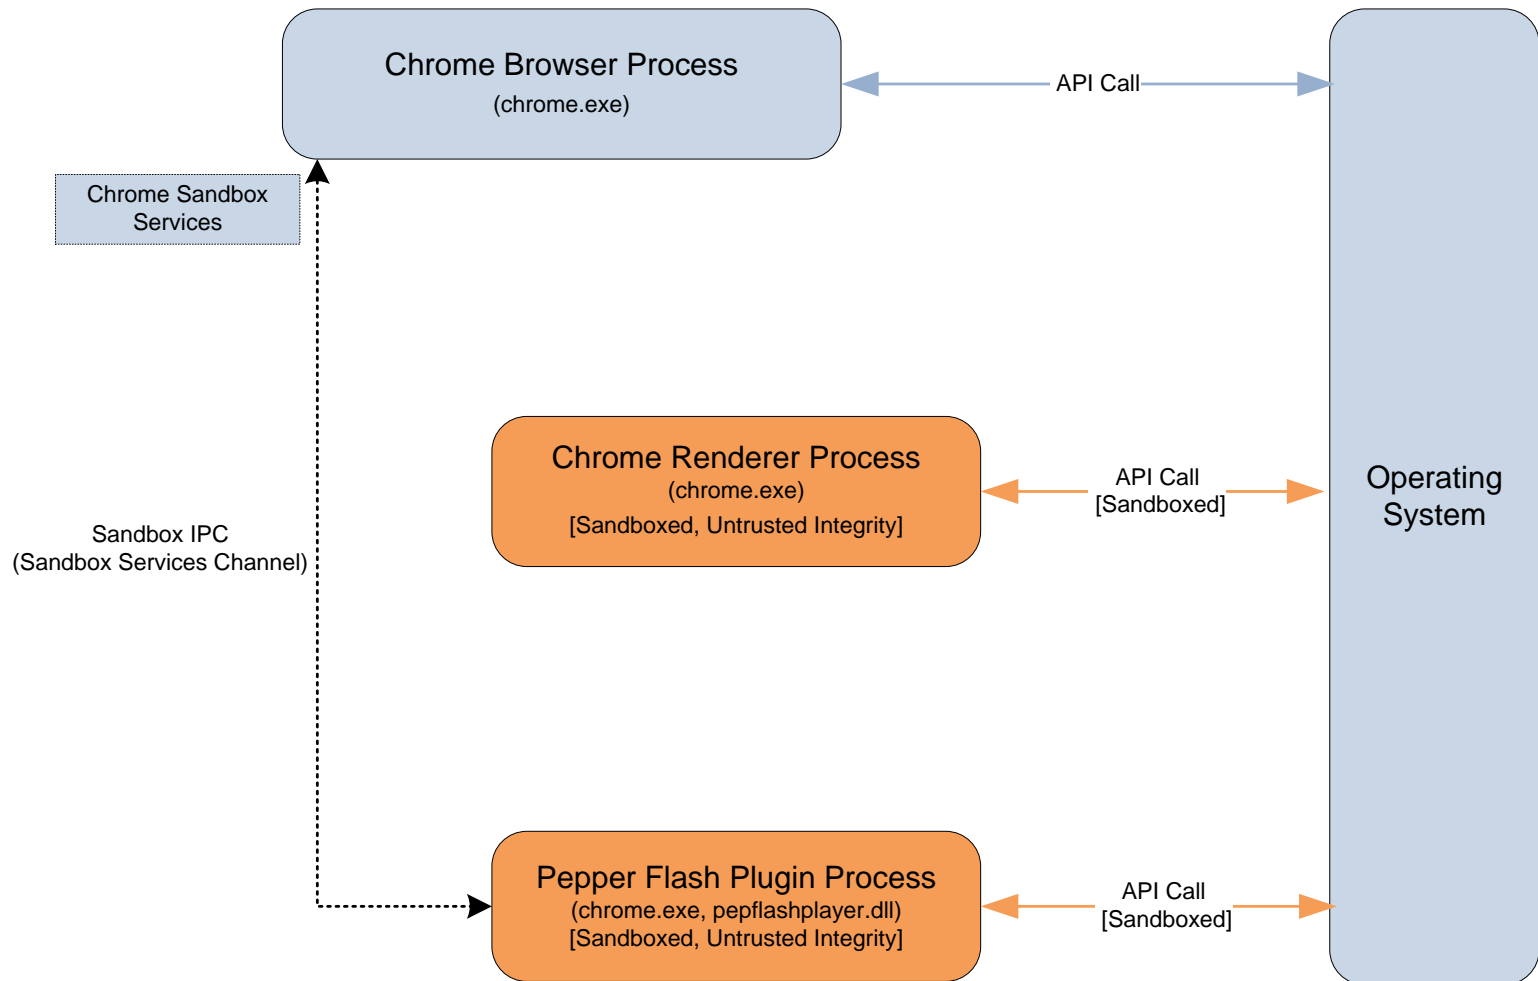 Chrome Browser Process
(chrome.exe)
API Call
Chrome Sandbox
Services
Chrome Renderer Process
(chrome.exe)
[Sandboxed, Untrusted Integrity]
API Call
[Sandboxed]
Operating
System
Sandbox IPC
(Sandbox Services Channel)
Pepper Flash Plugin Process
(chrome.exe, pepflashplayer.dll)
[Sandboxed, Untrusted Integrity]
API Call
[Sandboxed]